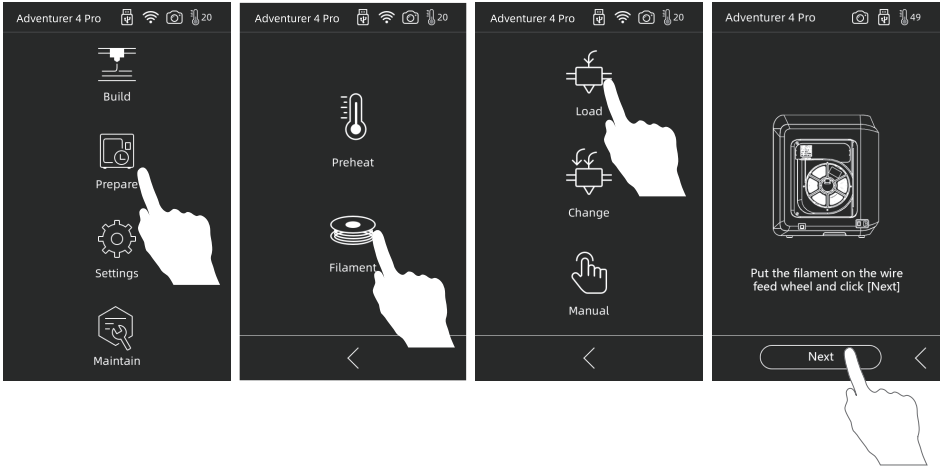 Adventurer 4 Pro 20
Build
Prepare
Settings
Maintain
Adventurer 4 Pro 20
Preheat
Filament
Adventurer 4 Pro 20
Load
Change
Manual
Adventurer 4 Pro 49
Put the filament on the wire
feed wheel and click [Next]
Next